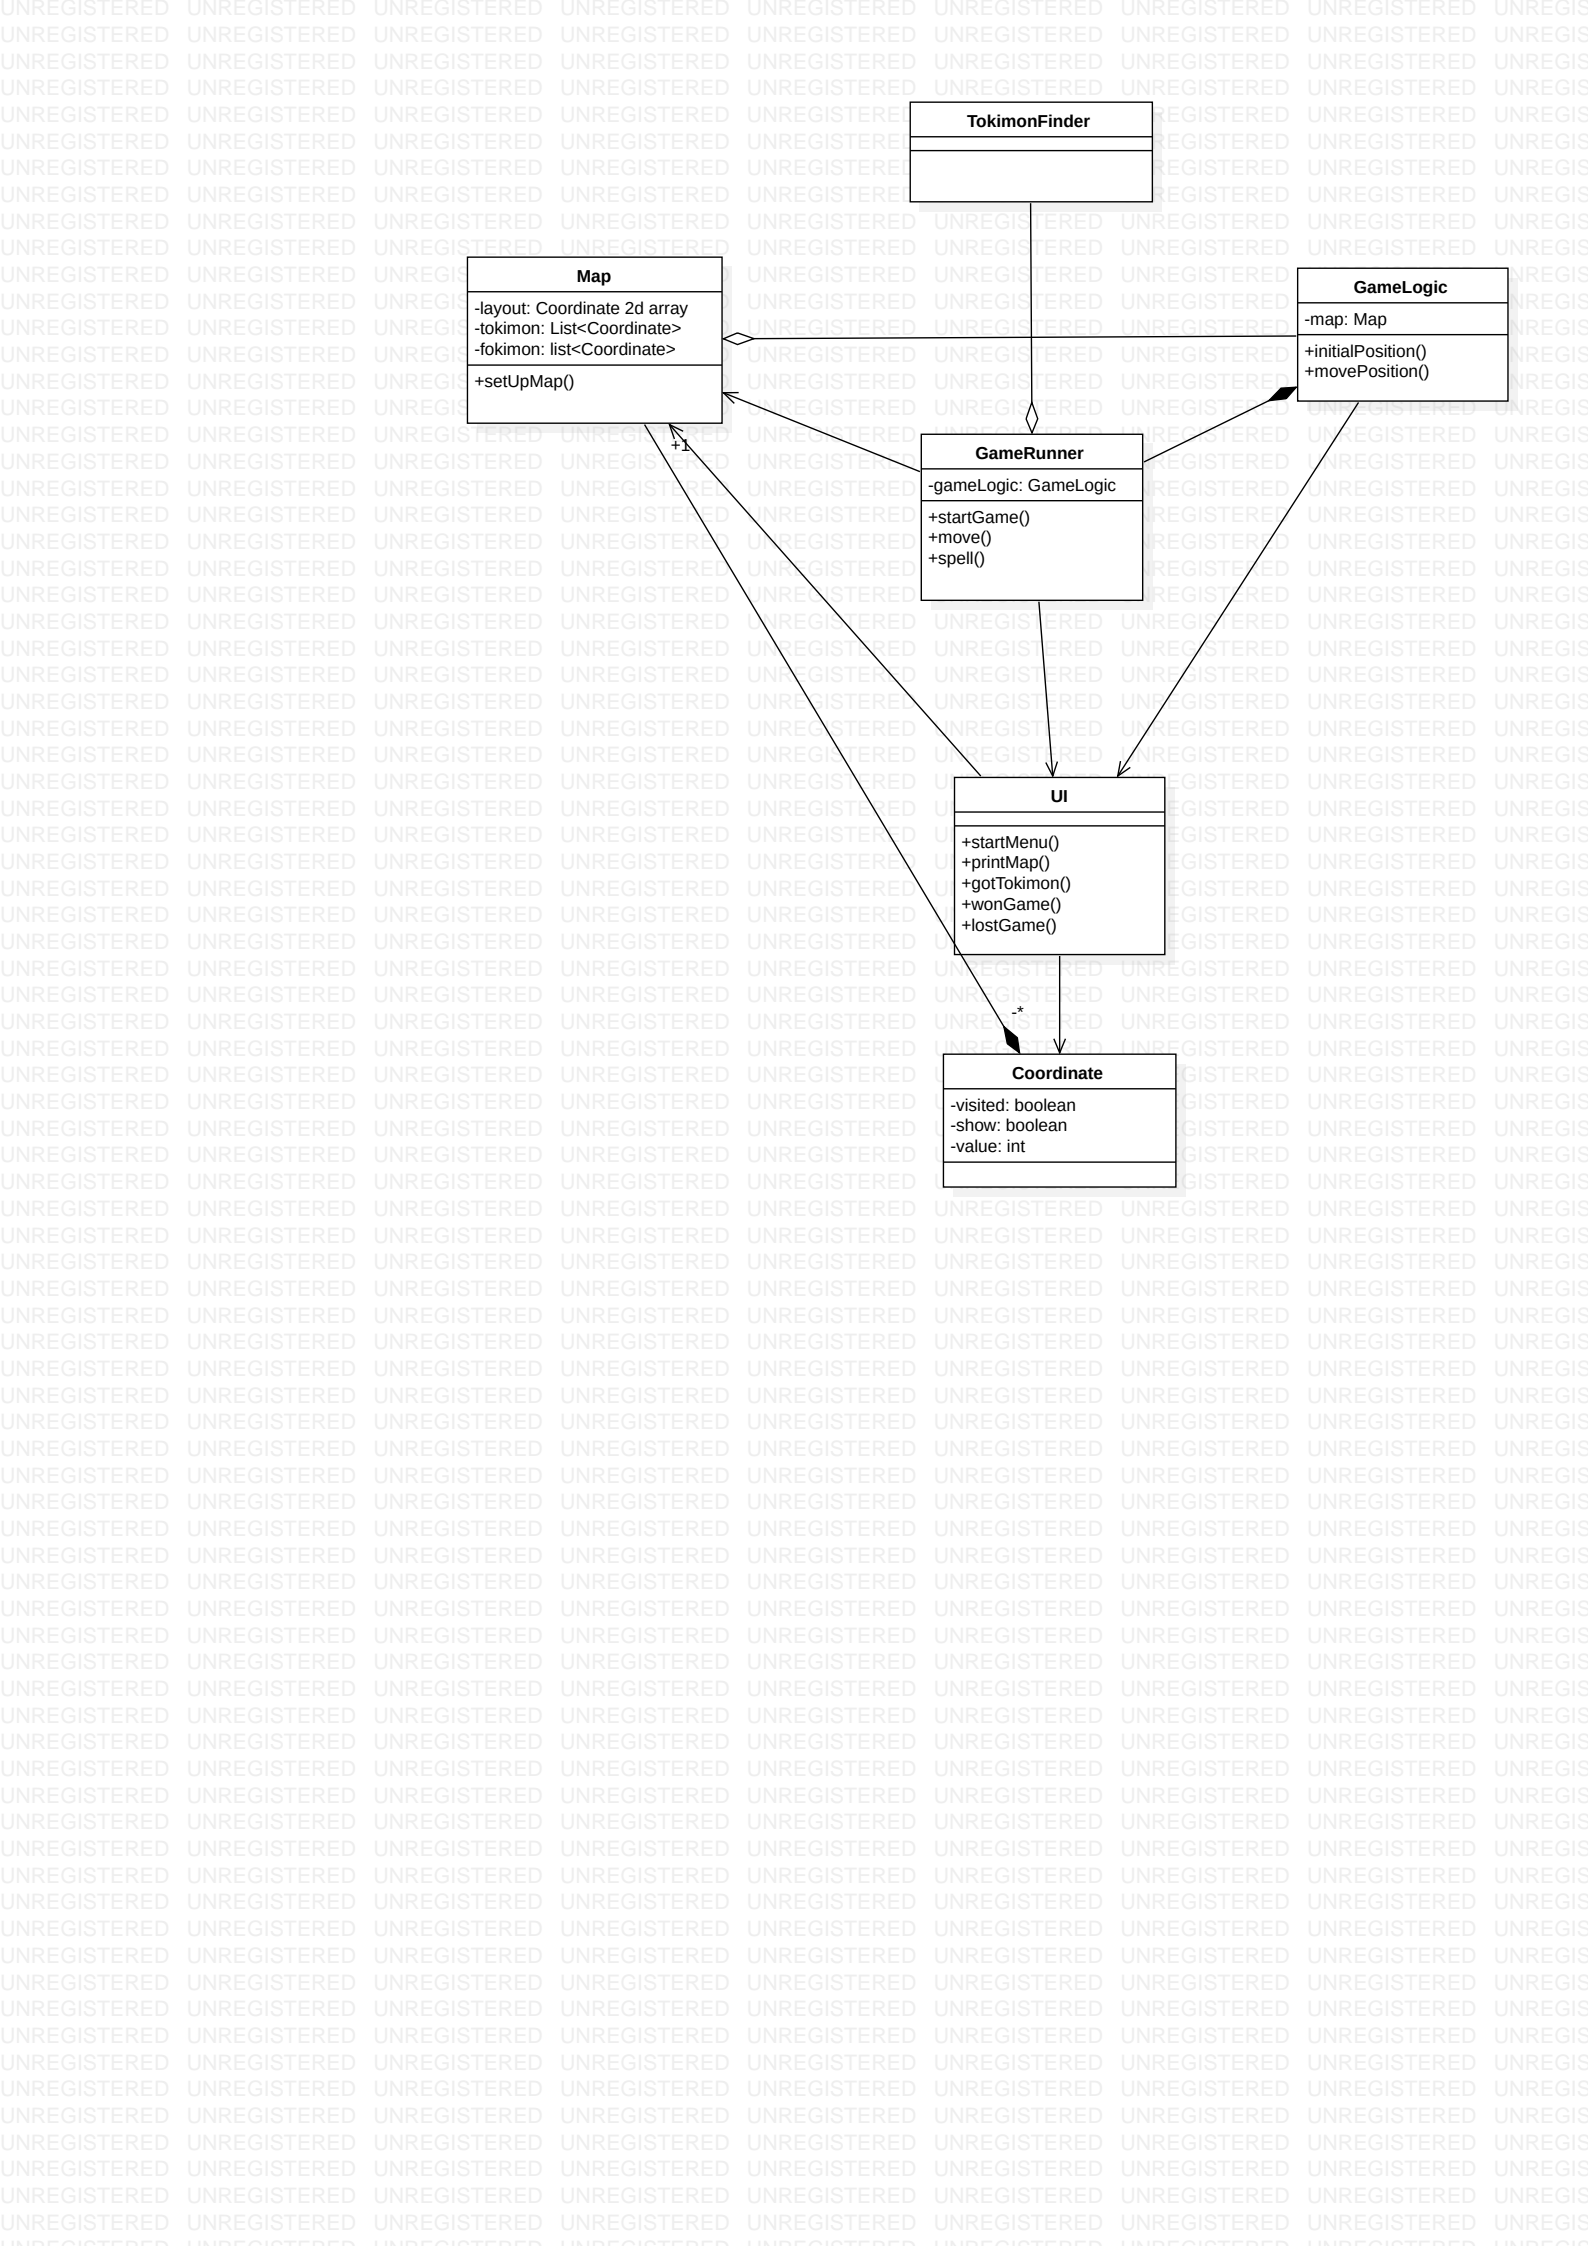 TokimonFinder
Map
-layout: Coordinate 2d array
-tokimon: List<Coordinate>
-fokimon: list<Coordinate>
+setUpMap()
GameLogic
-map: Map
+initialPosition()
+movePosition()
+1
GameRunner
-gameLogic: GameLogic
+startGame()
+move()
+spell()
UI
+startMenu()
+printMap()
+gotTokimon()
+wonGame()
+lostGame()
-*
Coordinate
-visited: boolean
-show: boolean
-value: int
UNREGISTERED